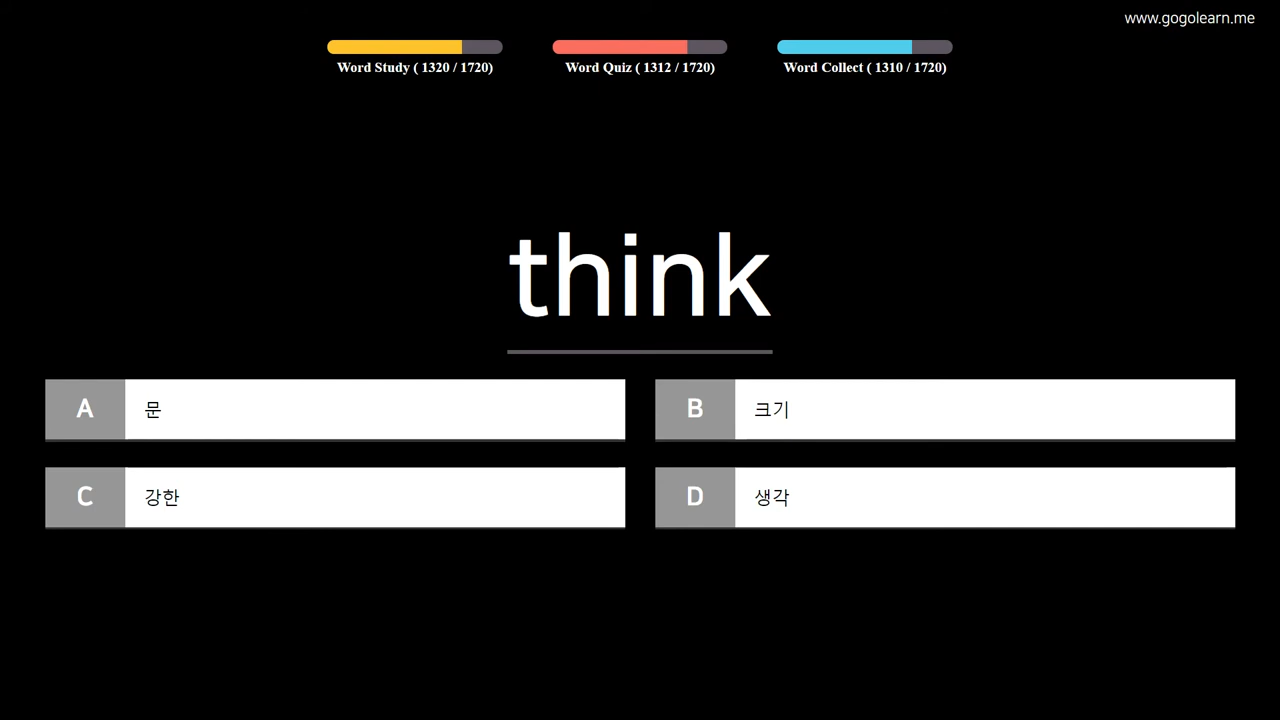 www.gogolearn.me
Word Study ( 1320 / 1720)
Word Quiz ( 1312 / 1720)
Word Collect ( 1310 / 1720)
think
A 문
B 크기
C 강한
D 생각